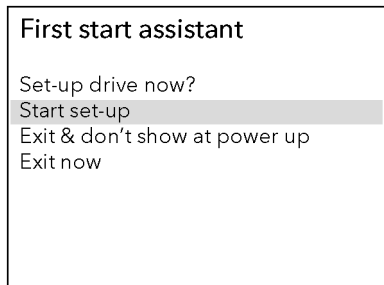 First start assistant
Set-up drive now?
Start set-up
Exit & don’t show at power up
Exit now